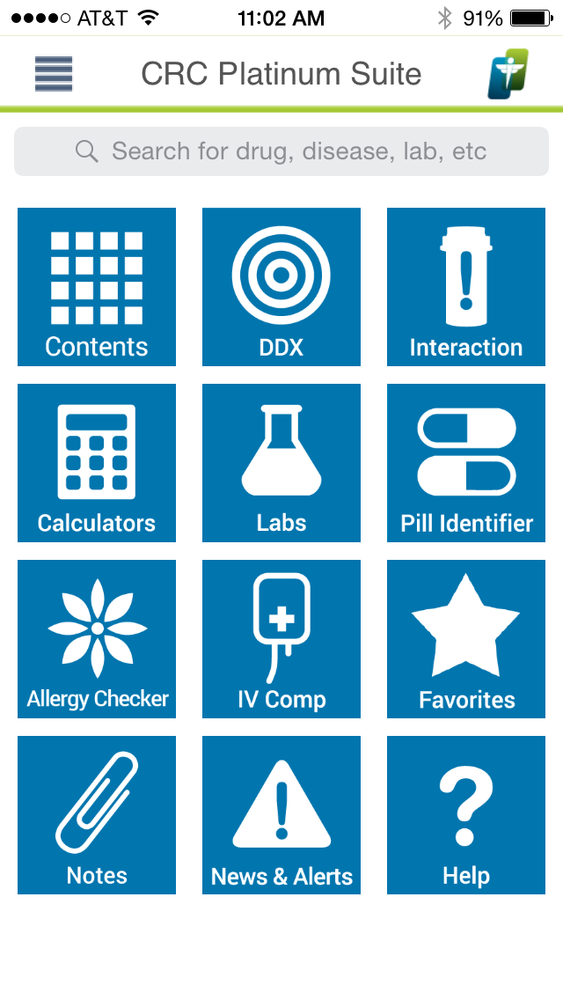 AT&T 11:02 AM 91%
CRC Platinum Suite
Search for drug, disease, lab, etc
Contents DDX Interaction
Calculators Labs Pill Identifier
Allergy Checker IV Comp Favorites
Notes News & Alerts Help